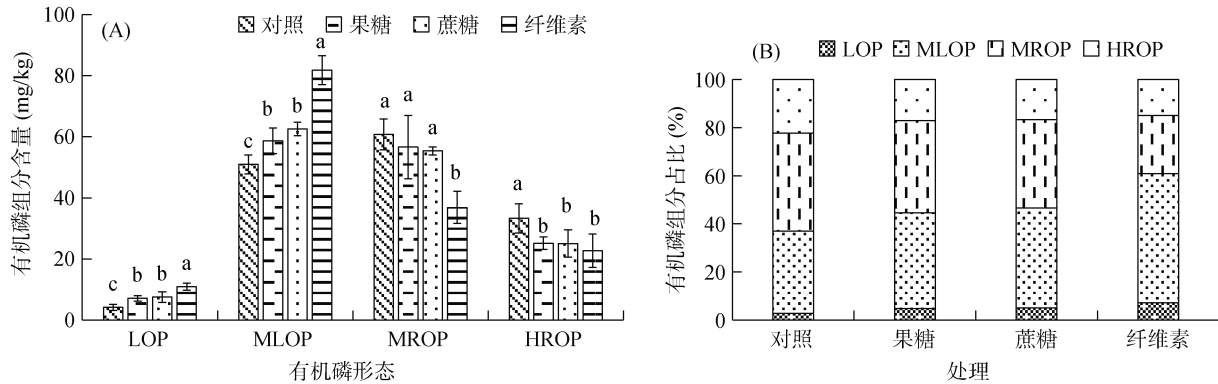 (A)
对照 果糖 蔗糖 纤维素
有机磷组分含量 (mg/kg)
100
80
60
40
20
0
c b b a
c b b a
a a a b
a b b b
LOP MLOP MROP HROP
有机磷形态
(B)
LOP MLOP MROP HROP
有机磷组分占比 (%)
100
80
60
40
20
0
对照 果糖 蔗糖 纤维素
处理